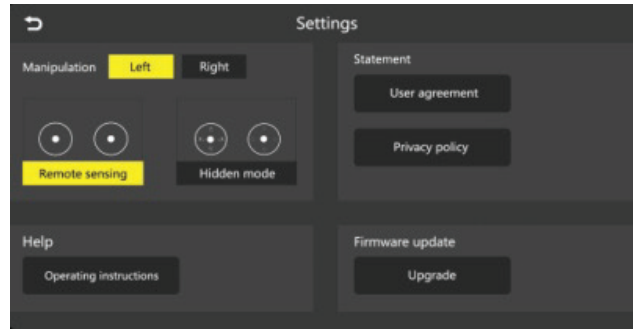 Settings
Manipulation Left Right
Remote sensing Hidden mode
Statement
User agreement
Privacy policy
Help
Operating instructions
Firmware update
Upgrade